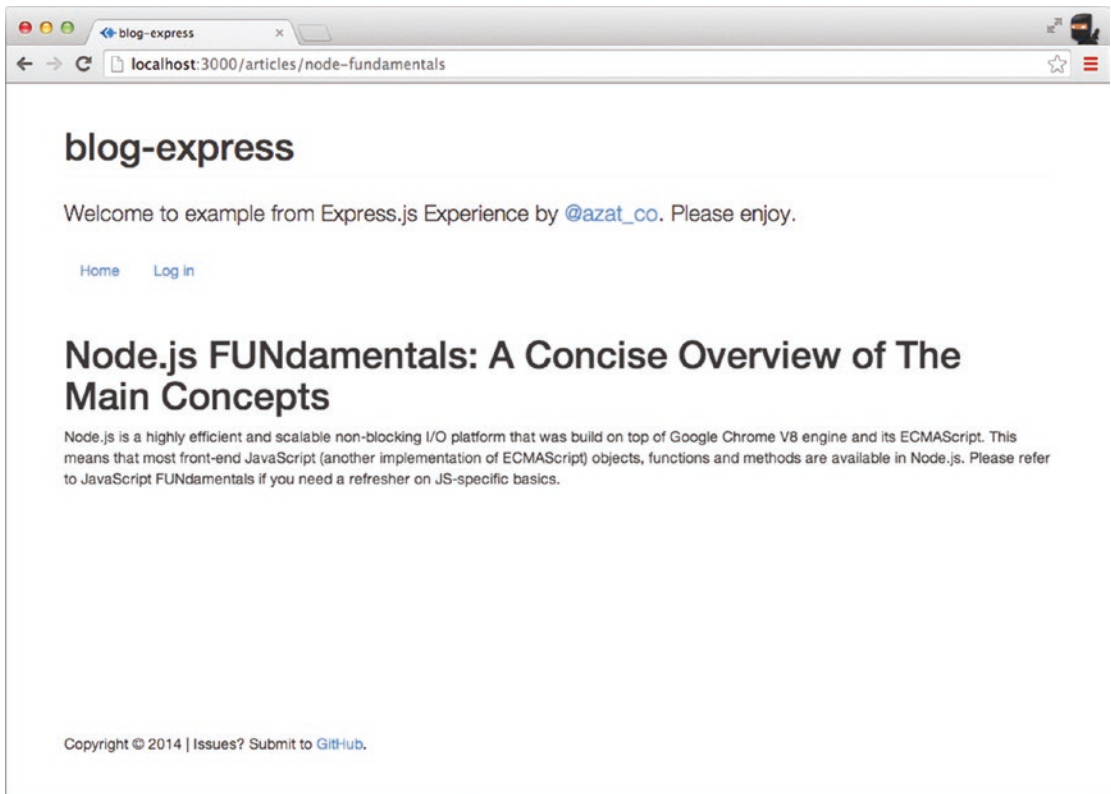 blog-express
localhost:3000/articles/node-fundamentals
blog-express
Welcome to example from Express.js Experience by @azat_co. Please enjoy.
Home Log in
Node.js FUNdamentals: A Concise Overview of The
Main Concepts
Node.js is a highly efficient and scalable non-blocking I/O platform that was build on top of Google Chrome V8 engine and its ECMAScript. This
means that most front-end JavaScript (another implementation of ECMAScript) objects, functions and methods are available in Node.js. Please refer
to JavaScript FUNdamentals if you need a refresher on JS-specific basics.
Copyright © 2014 | Issues? Submit to GitHub.